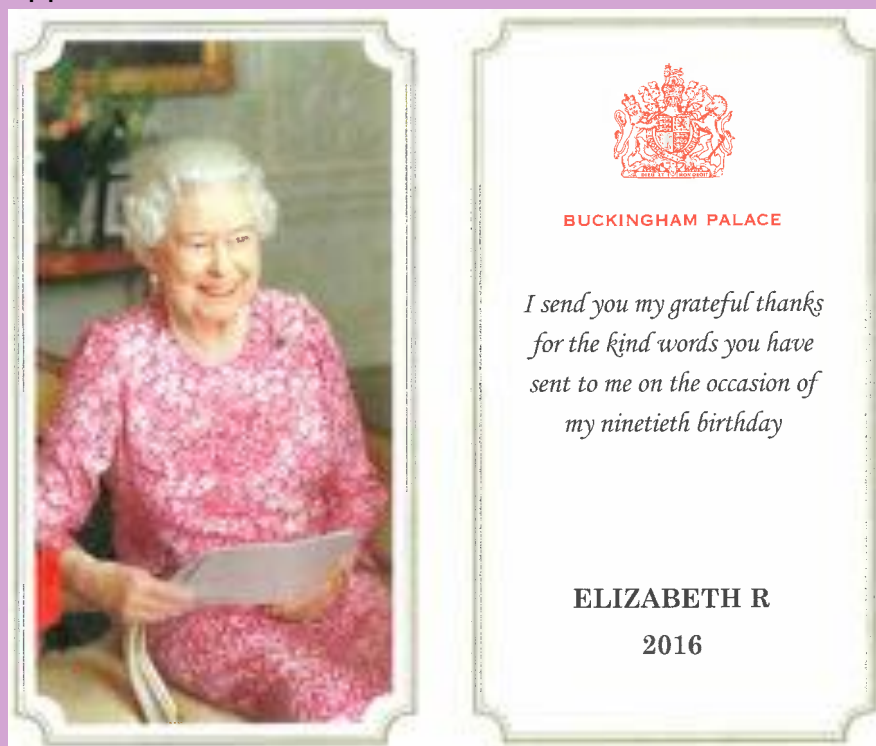 BUCKINGHAM PALACE
I send you my grateful thanks
for the kind words you have
sent to me on the occasion of
my ninetieth birthday
ELIZABETH R
2016